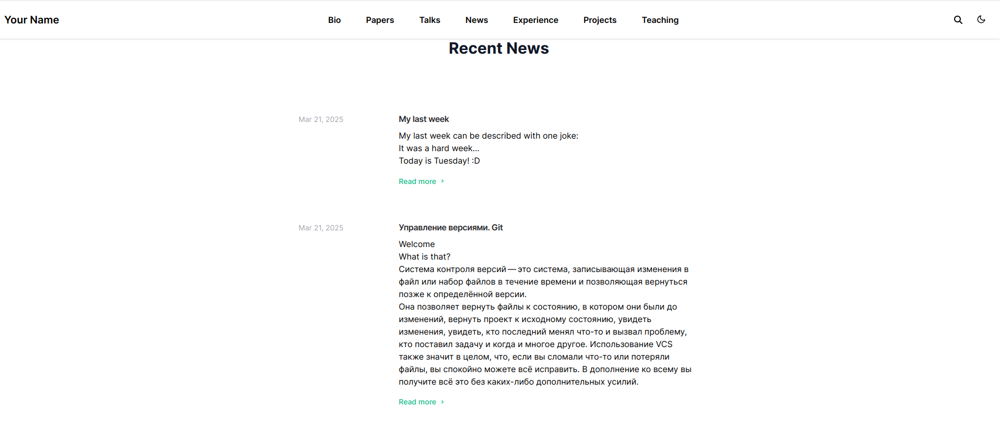 Your Name
Bio Papers Talks News Experience Projects Teaching
Recent News
Mar 21, 2025
My last week
My last week can be described with one joke:
It was a hard week…
Today is Tuesday! :D
Read more
Mar 21, 2025
Управление версиями. Git
Welcome
What is that?
Система контроля версий — это система, записывающая изменения в
файл или набор файлов в течение времени и позволяющая вернуться
позже к определённой версии.
Она позволяет вернуть файлы к состоянию, в котором они были до
изменений, вернуть проект к исходному состоянию, увидеть
изменения, увидеть, кто последний менял что-то и вызвал проблему,
кто поставил задачу и когда и многое другое. Использование VCS
также значит в целом, что, если вы сломали что-то или потеряли
файлы, вы спокойно можете всё исправить. В дополнение ко всему вы
получите всё это без каких-либо дополнительных усилий.
Read more